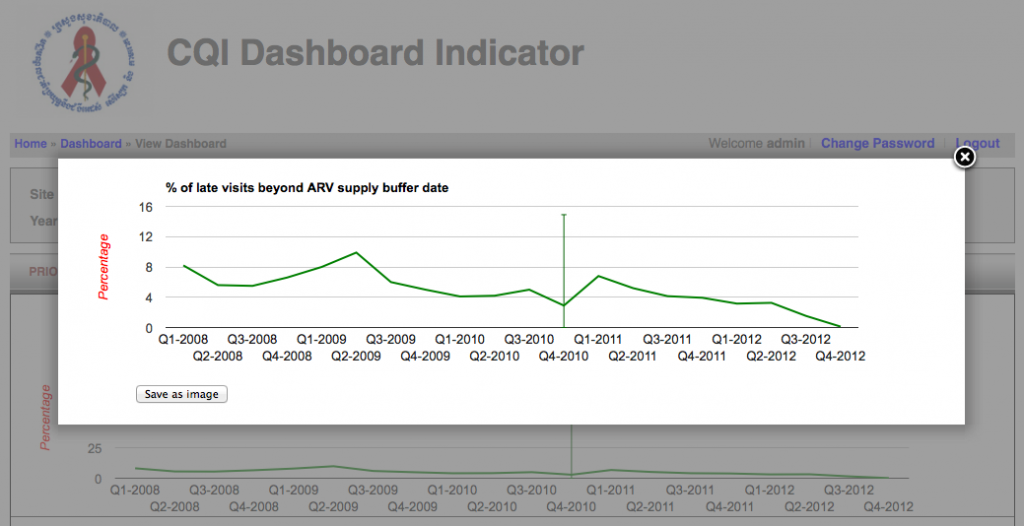 CQI Dashboard Indicator
Home » Dashboard » View Dashboard
Welcome admin
Change Password
Logout
Site
Year
PRIO
% of late visits beyond ARV supply buffer date
Percentage
16
12
8
4
0
Q1-2008 Q3-2008 Q1-2009 Q3-2009 Q1-2010 Q3-2010 Q1-2011 Q3-2011 Q1-2012 Q3-2012
Q2-2008 Q4-2008 Q2-2009 Q4-2009 Q2-2010 Q4-2010 Q2-2011 Q4-2011 Q2-2012 Q4-2012
Save as image
Percentage
25
0
Q1-2008 Q3-2008 Q1-2009 Q3-2009 Q1-2010 Q3-2010 Q1-2011 Q3-2011 Q1-2012 Q3-2012
Q2-2008 Q4-2008 Q2-2009 Q4-2009 Q2-2010 Q4-2010 Q2-2011 Q4-2011 Q2-2012 Q4-2012